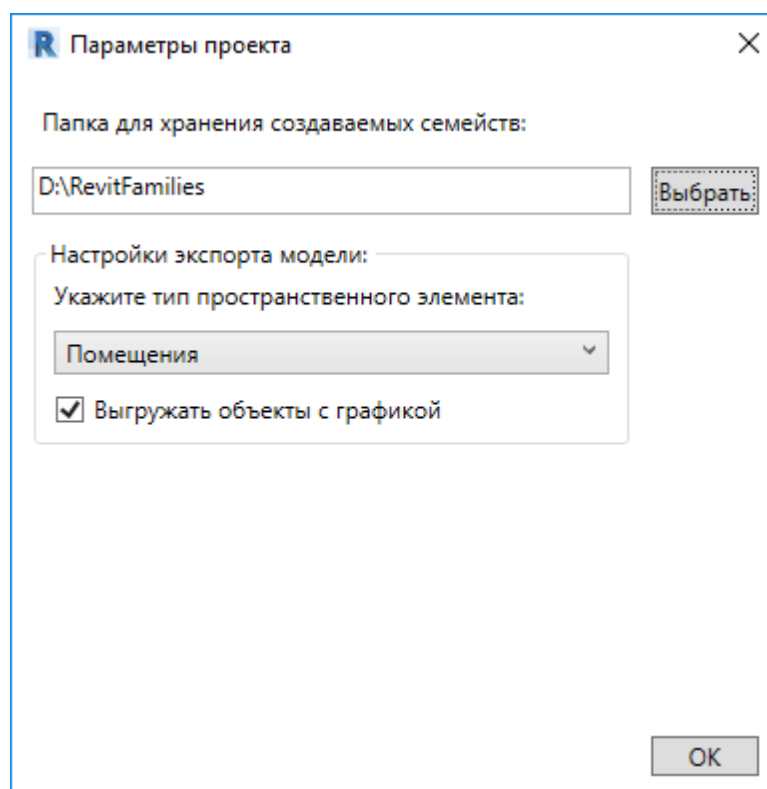 Параметры проекта
Папка для хранения создаваемых семейств:
D:\RevitFamilies
Выбрать
Настройки экспорта модели:
Укажите тип пространственного элемента:
Помещения
Выгружать объекты с графикой
OK